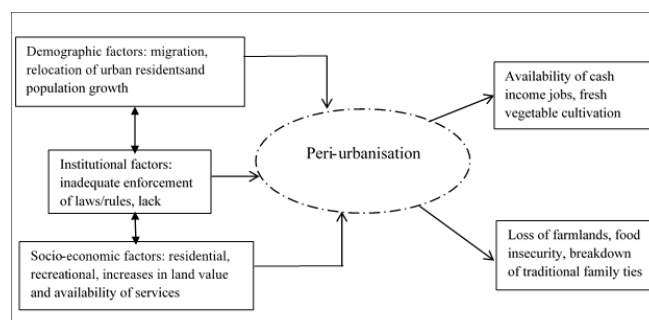 Demographic factors: migration,
relocation of urban residentsand
population growth
Institutional factors:
inadequate enforcement
of laws/rules, lack
Socio-economic factors: residential,
recreational, increases in land value
and availability of services
Peri-urbanisation
Availability of cash
income jobs, fresh
vegetable cultivation
Loss of farmlands, food
insecurity, breakdown
of traditional family ties